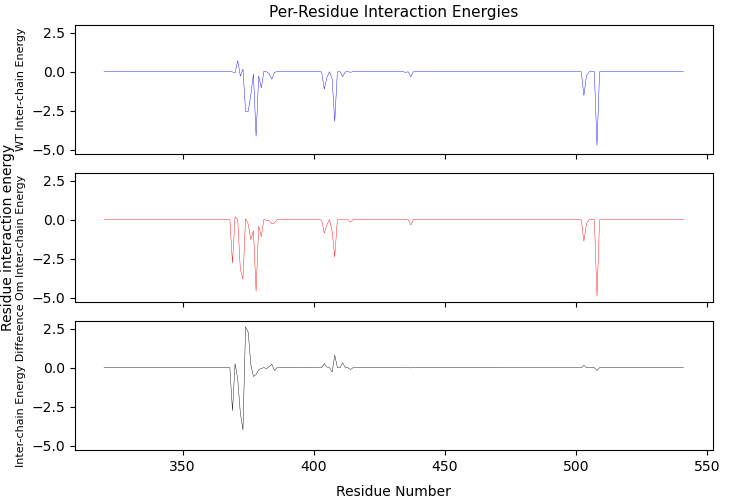 Per-Residue Interaction Energies
Residue interaction energy
WT Inter-chain Energy
2.5
0.0
−2.5
−5.0
Om Inter-chain Energy
2.5
0.0
−2.5
−5.0
Inter-chain Energy Difference
2.5
0.0
−2.5
−5.0
350
400
450
500
550
Residue Number